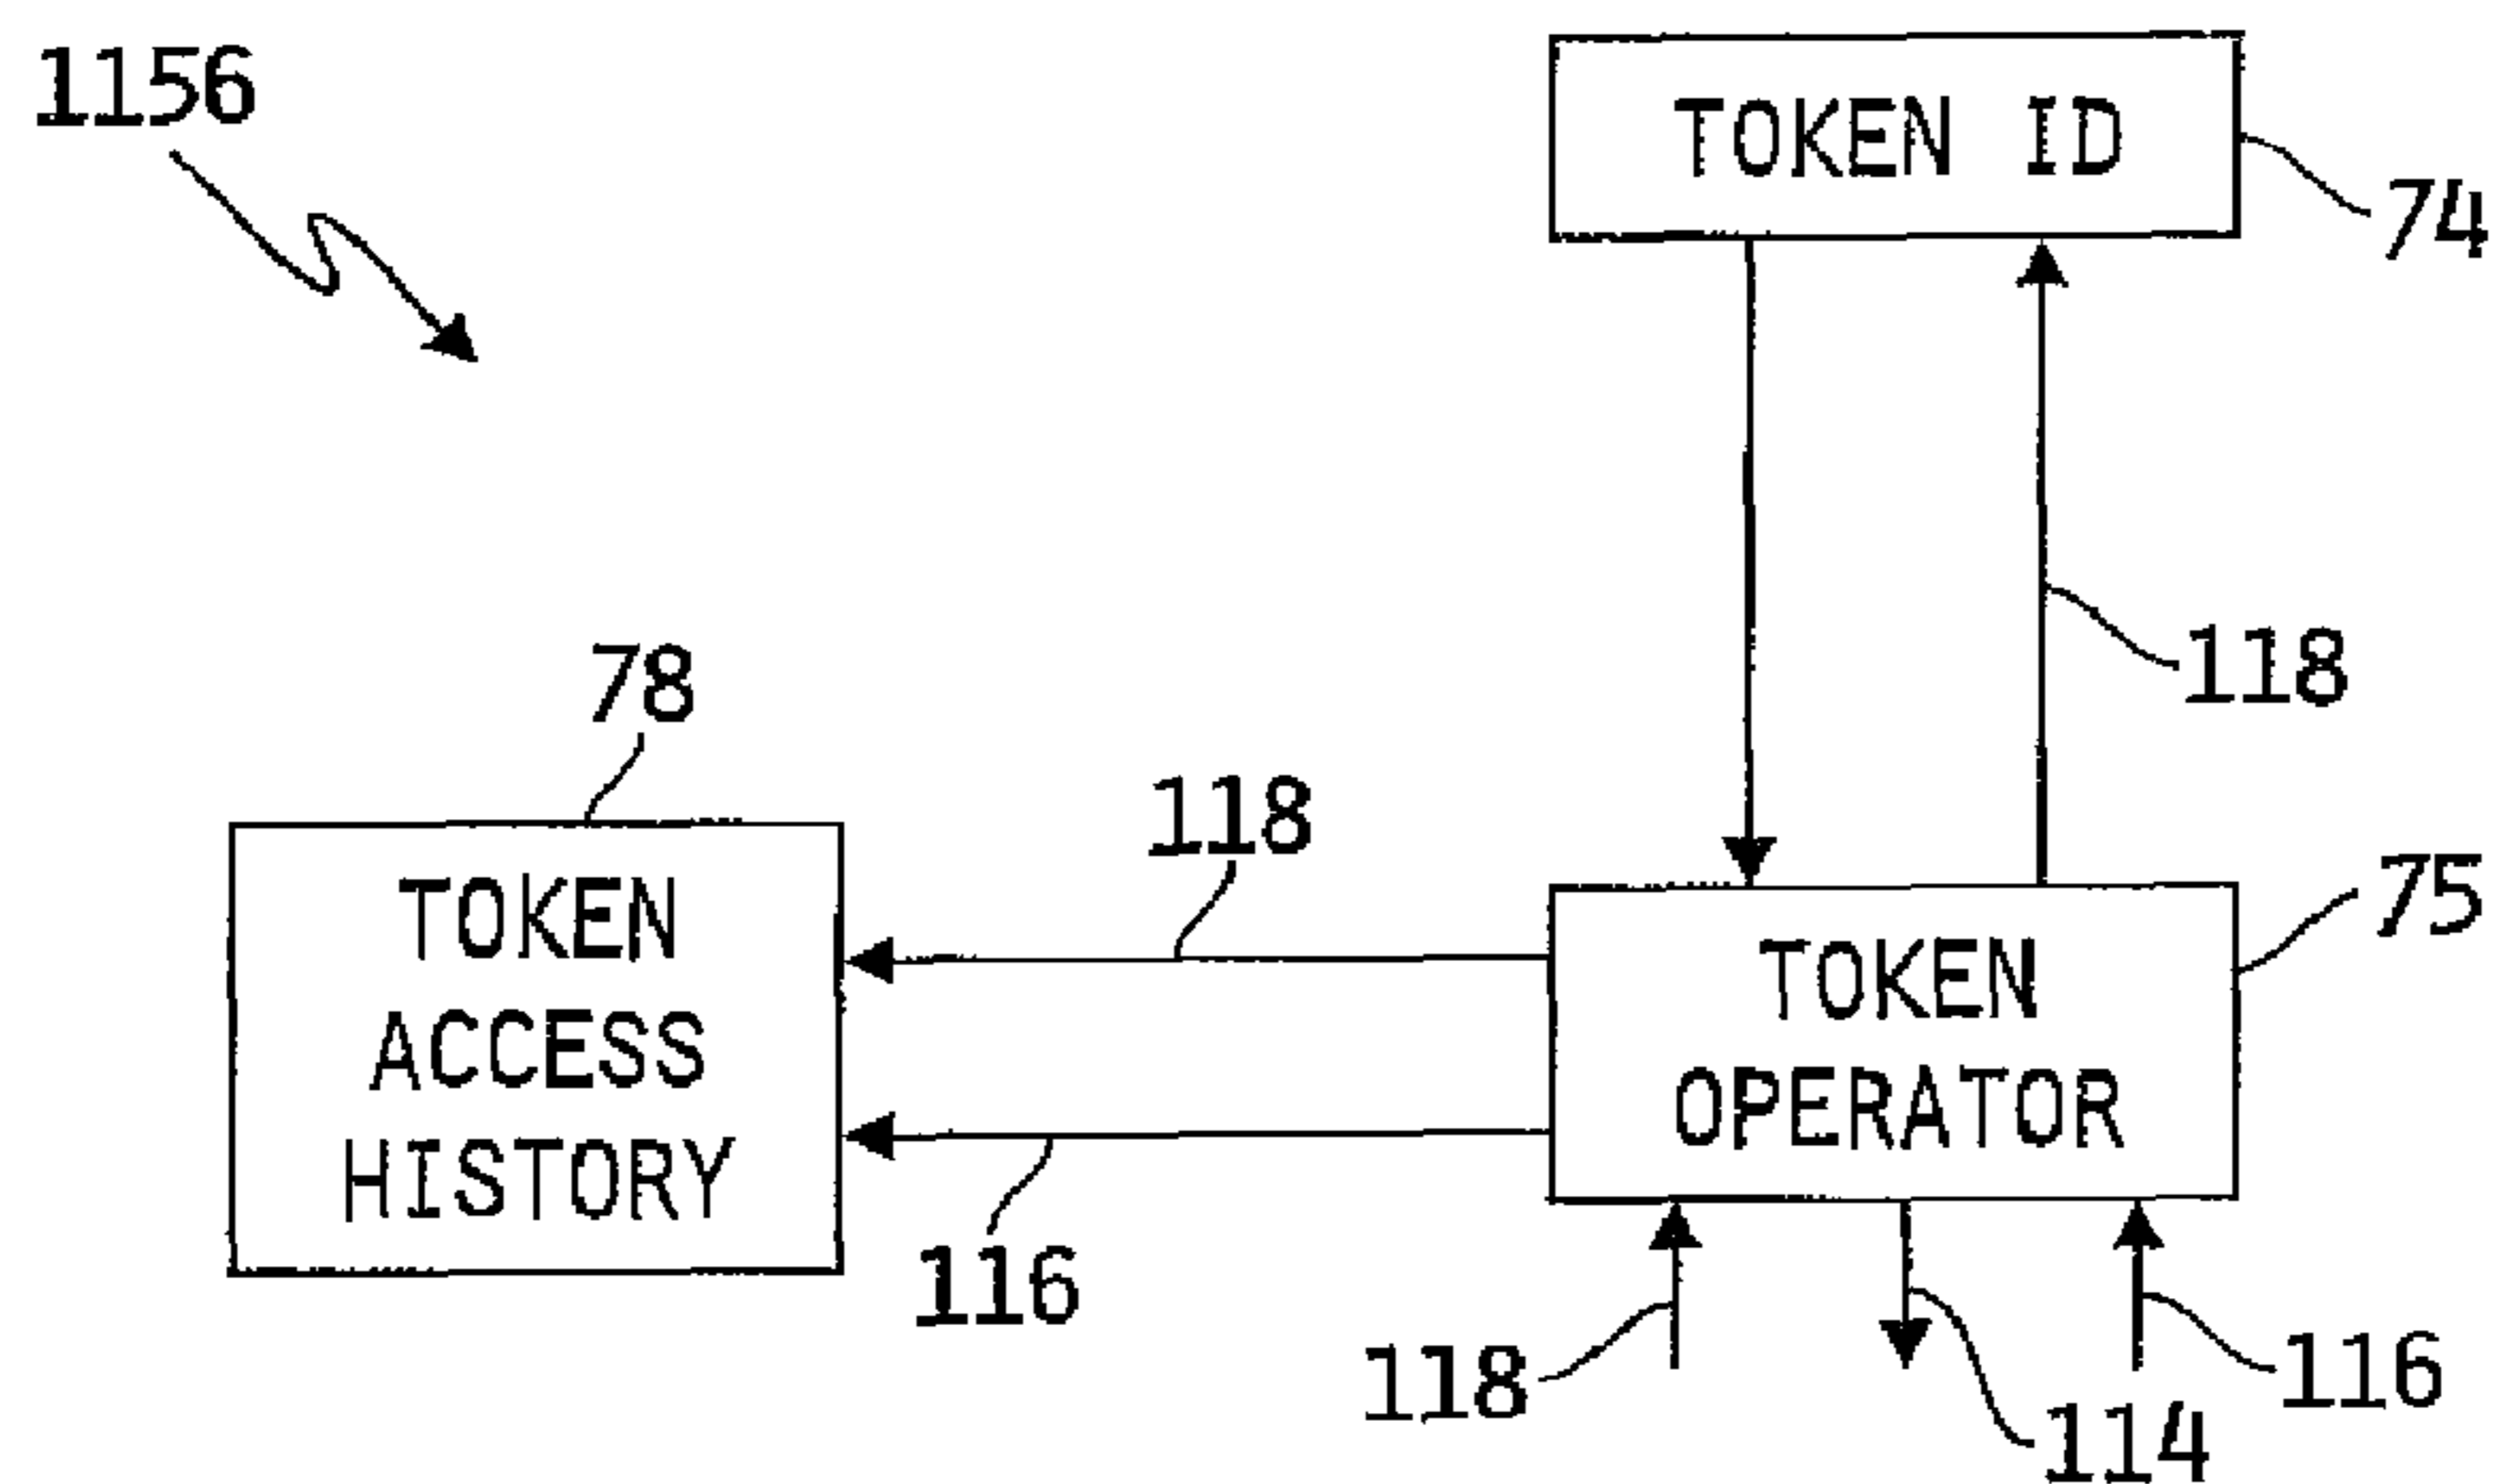 1156
TOKEN ID
74
118
78
118
75
TOKEN
ACCESS
HISTORY
TOKEN
OPERATOR
116
118
114
116